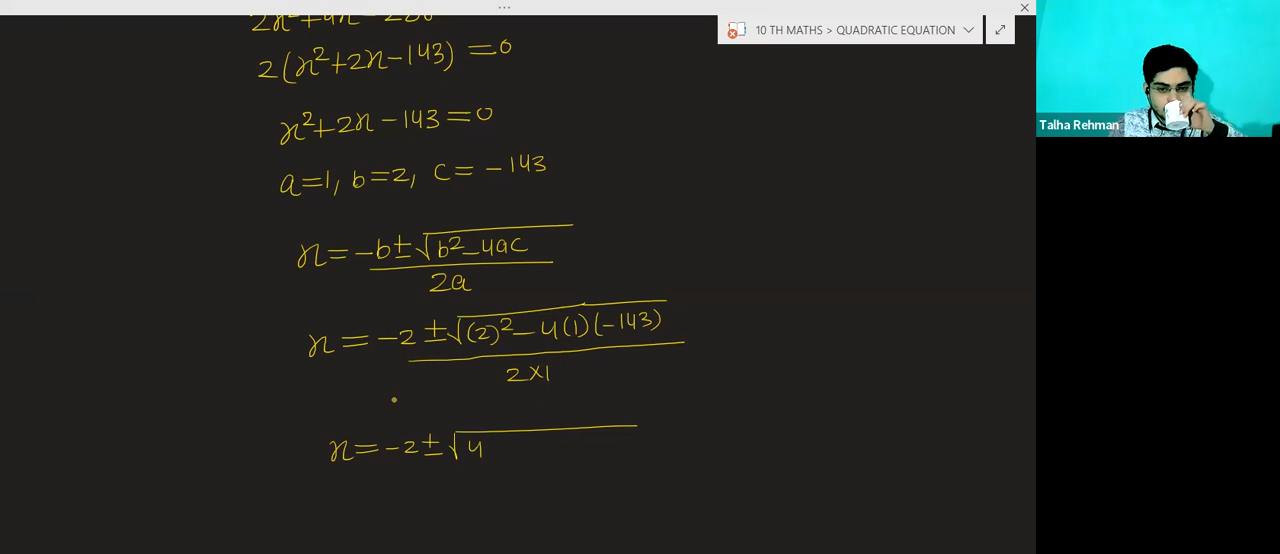 10 TH MATHS > QUADRATIC EQUATION
2(x²+2x-143) =0
x²+2x-143=0
a=1, b=2, c= -143
x= -b±√b²-4ac
2a
x= -2 ±√(2)²-4(1)(-143)
2×1
x= -2±√4
Talha Rehman